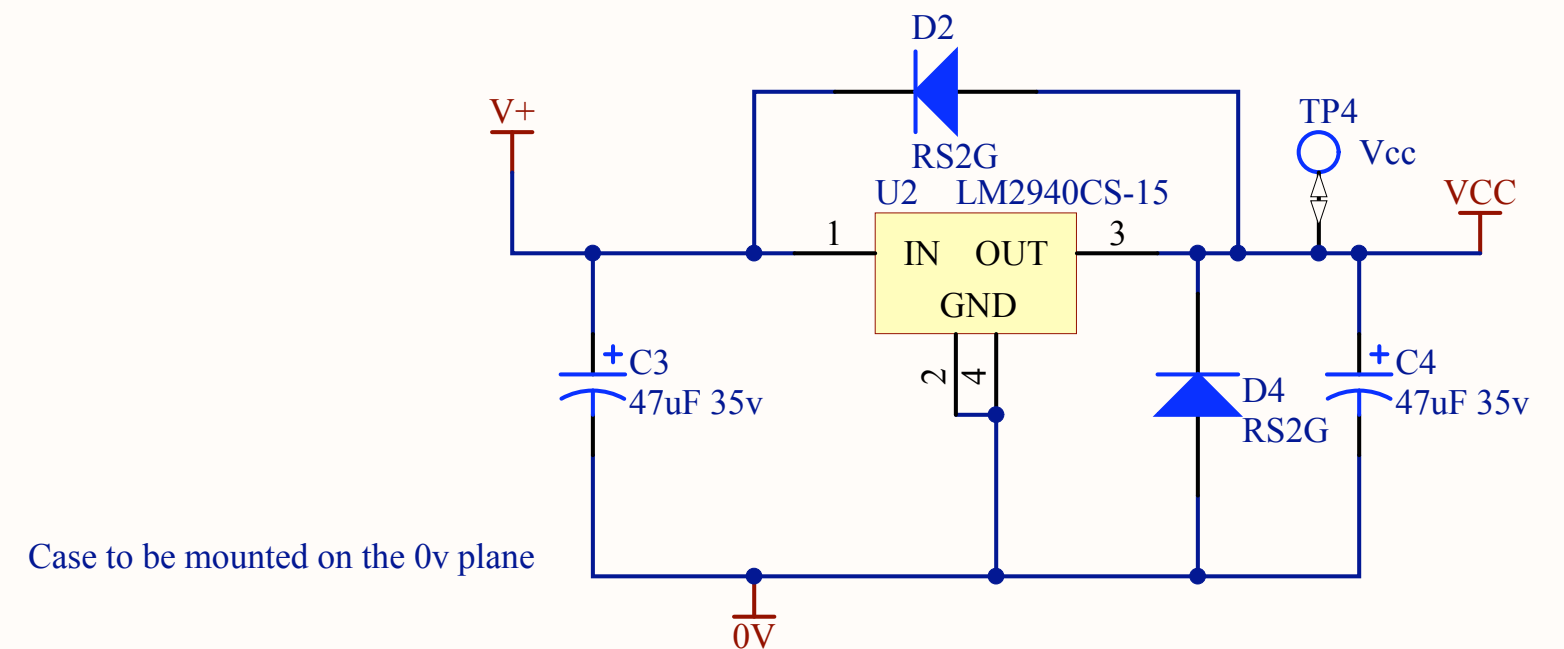 D2
V+
TP4
RS2G
Vcc
U2 LM2940CS-15
VCC
1
3
IN OUT
GND
2
4
+
C3
47uF 35v
+
C4
47uF 35v
D4
RS2G
Case to be mounted on the 0v plane
0V